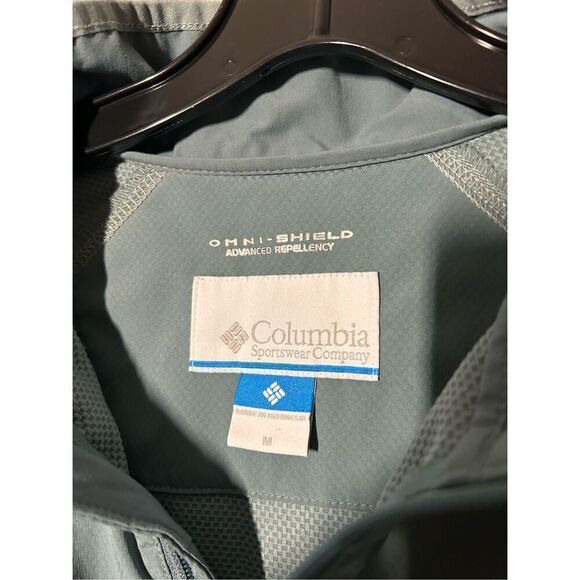 OMNI-SHIELD
ADVANCED REPELLENCY
Columbia
Sportswear Company
MADE IN INDONESIA
M